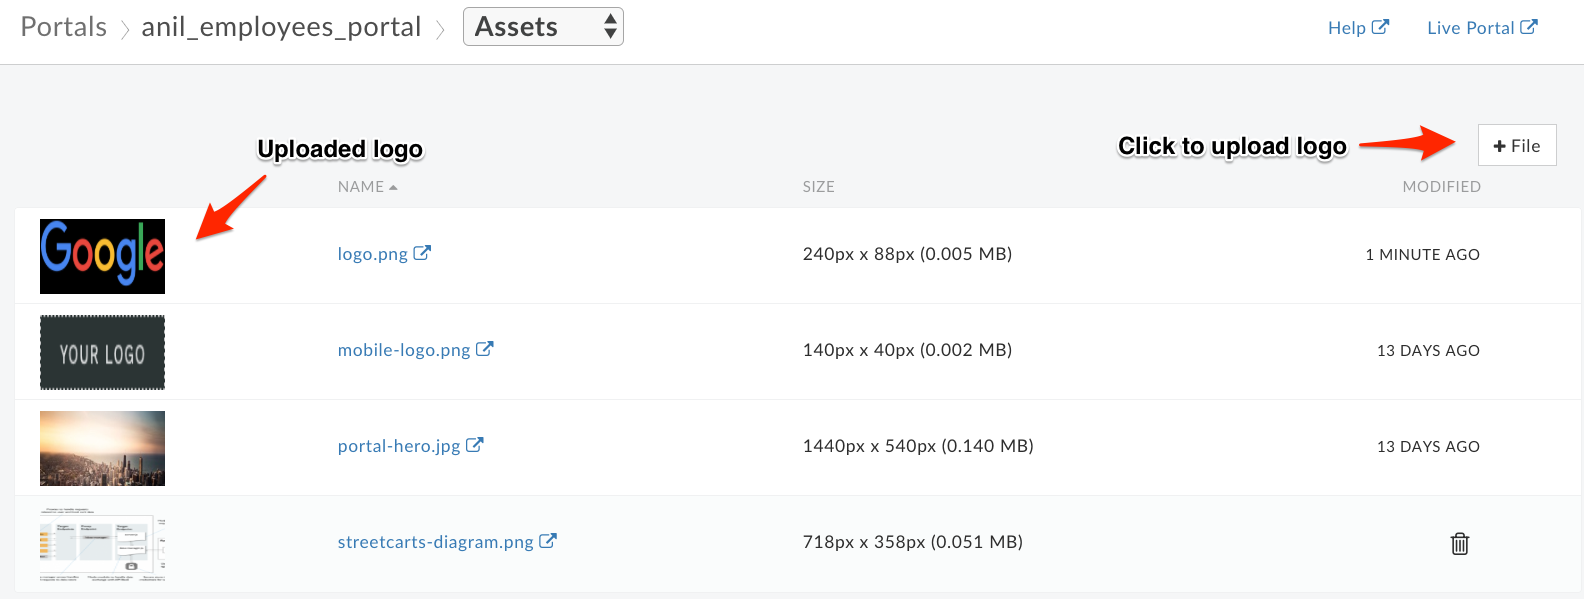 Portals anil_employees_portal Assets Help Live Portal
Uploaded logo
Click to upload logo
+ File
NAME SIZE MODIFIED
Google logo.png 240px x 88px (0.005 MB) 1 MINUTE AGO
YOUR LOGO mobile-logo.png 140px x 40px (0.002 MB) 13 DAYS AGO
portal-hero.jpg 1440px x 540px (0.140 MB) 13 DAYS AGO
streetcarts-diagram.png 718px x 358px (0.051 MB)